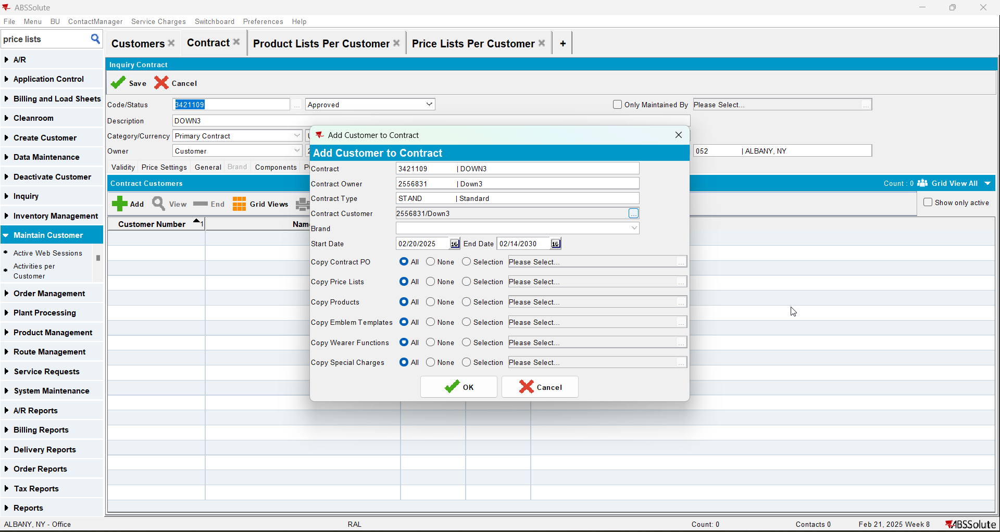 ABSSolute
File Menu BU ContactManager Service Charges Switchboard Preferences Help
price lists
Customers Contract Product Lists Per Customer Price Lists Per Customer +
Inquiry Contract
Save Cancel
Code/Status 3421109 ... Approved Only Maintained By Please Select... ...
Description DOWN3
Category/Currency Primary Contract
Owner Customer 052 | ALBANY, NY
Validity Price Settings General Brand Components
Contract Customers Count : 0 Grid View All
Add View End Grid Views Show only active
Customer Number 1
A/R
Application Control
Billing and Load Sheets
Cleanroom
Create Customer
Data Maintenance
Deactivate Customer
Inquiry
Inventory Management
Maintain Customer
Active Web Sessions
Activities per
Customer
Order Management
Plant Processing
Product Management
Route Management
Service Requests
System Maintenance
A/R Reports
Billing Reports
Delivery Reports
Order Reports
Tax Reports
Reports
Add Customer to Contract
Add Customer to Contract
Contract 3421109 | DOWN3
Contract Owner 2556831 | Down3
Contract Type STAND | Standard
Contract Customer 2556831/Down3 ...
Brand
Start Date 02/20/2025 16 End Date 02/14/2030 16
Copy Contract PO All None Selection Please Select... ...
Copy Price Lists All None Selection Please Select... ...
Copy Products All None Selection Please Select... ...
Copy Emblem Templates All None Selection Please Select... ...
Copy Wearer Functions All None Selection Please Select... ...
Copy Special Charges All None Selection Please Select... ...
OK Cancel
ALBANY, NY - Office RAL Count: 0 Contacts 0 Feb 21, 2025 Week 8 ABSSolute